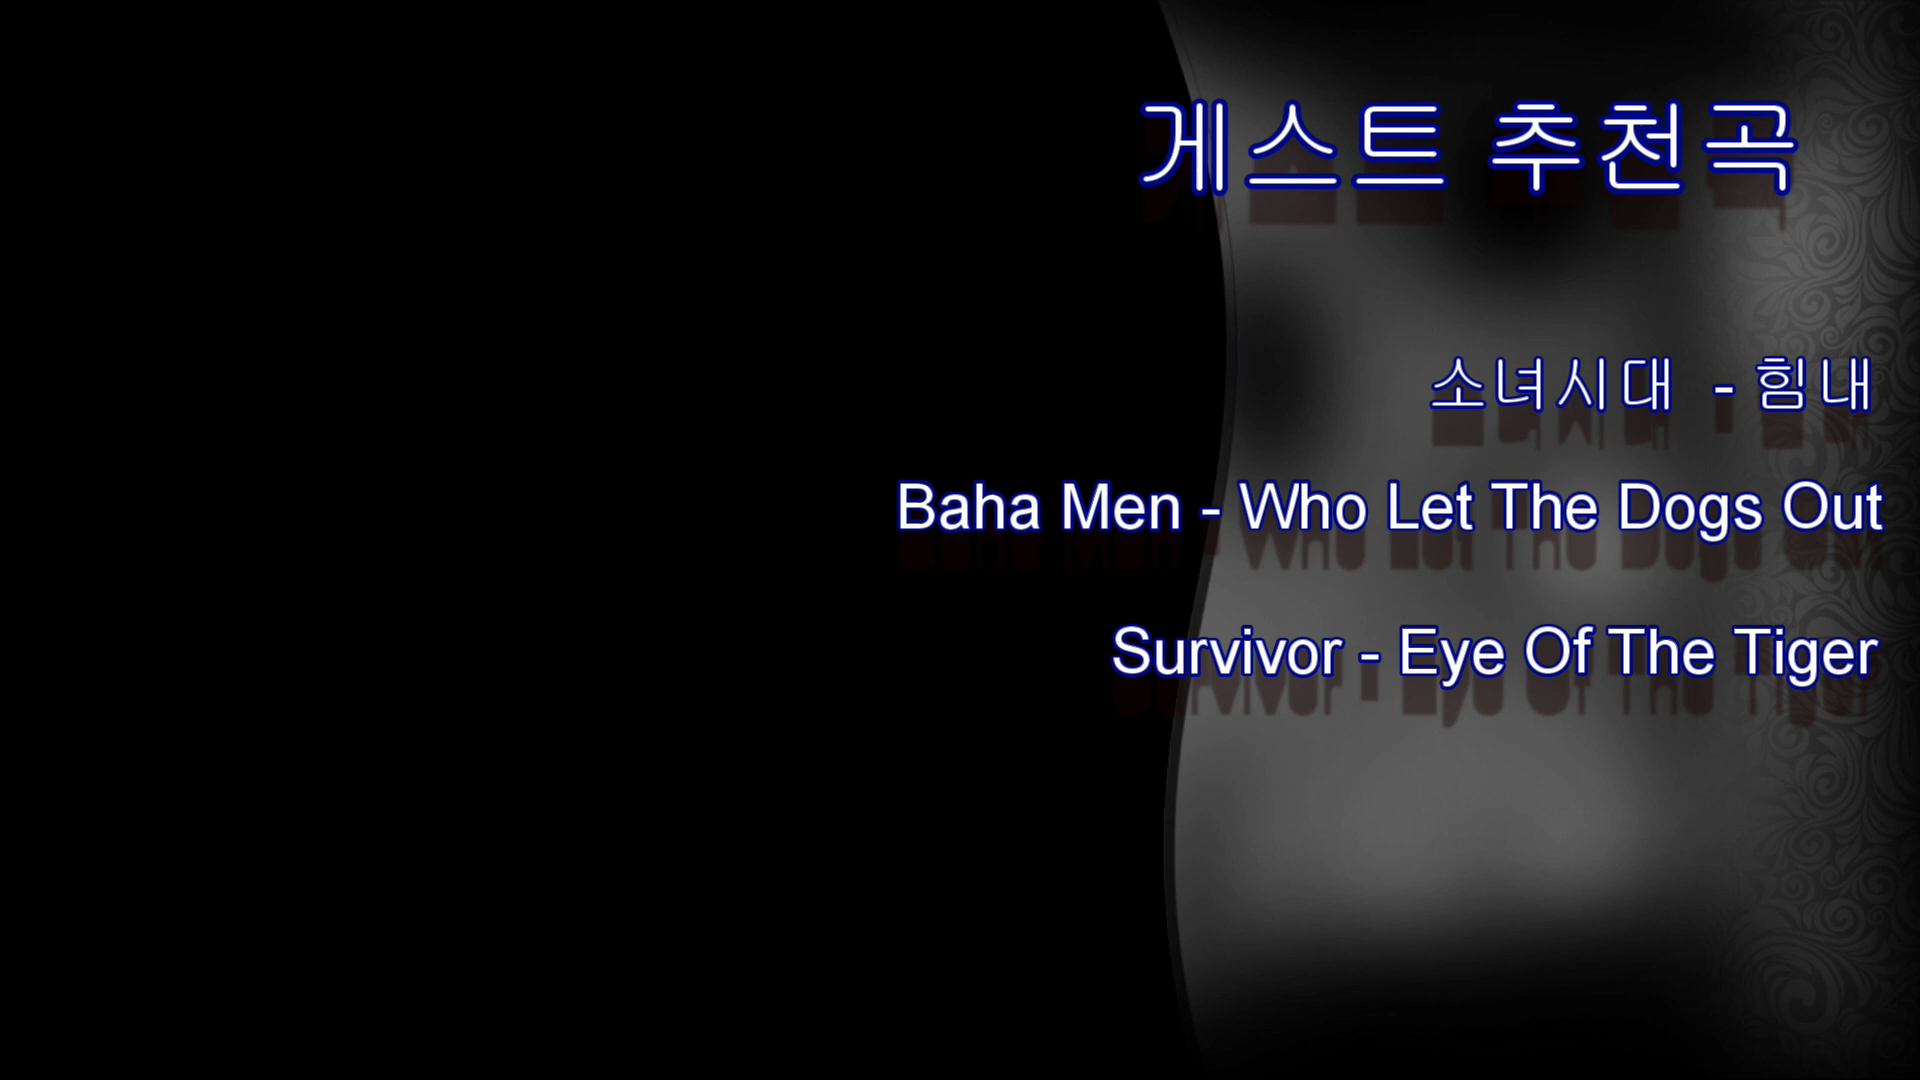 게스트 추천곡
소녀시대 - 힘내
Baha Men - Who Let The Dogs Out
Survivor - Eye Of The Tiger